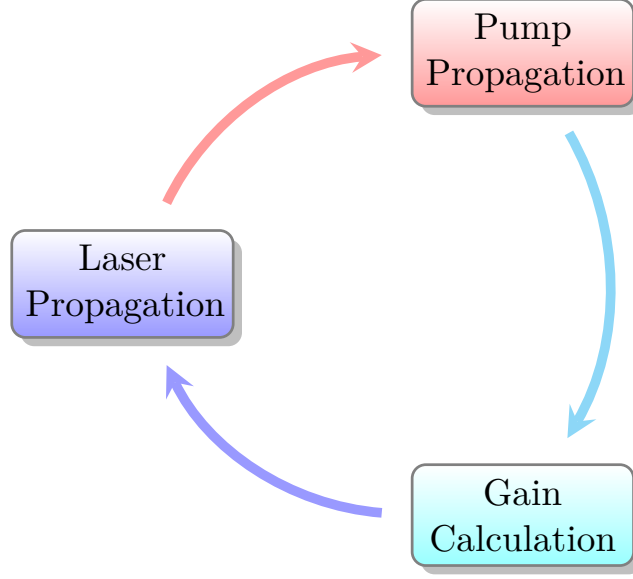 Pump
Propagation
Laser
Propagation
Gain
Calculation